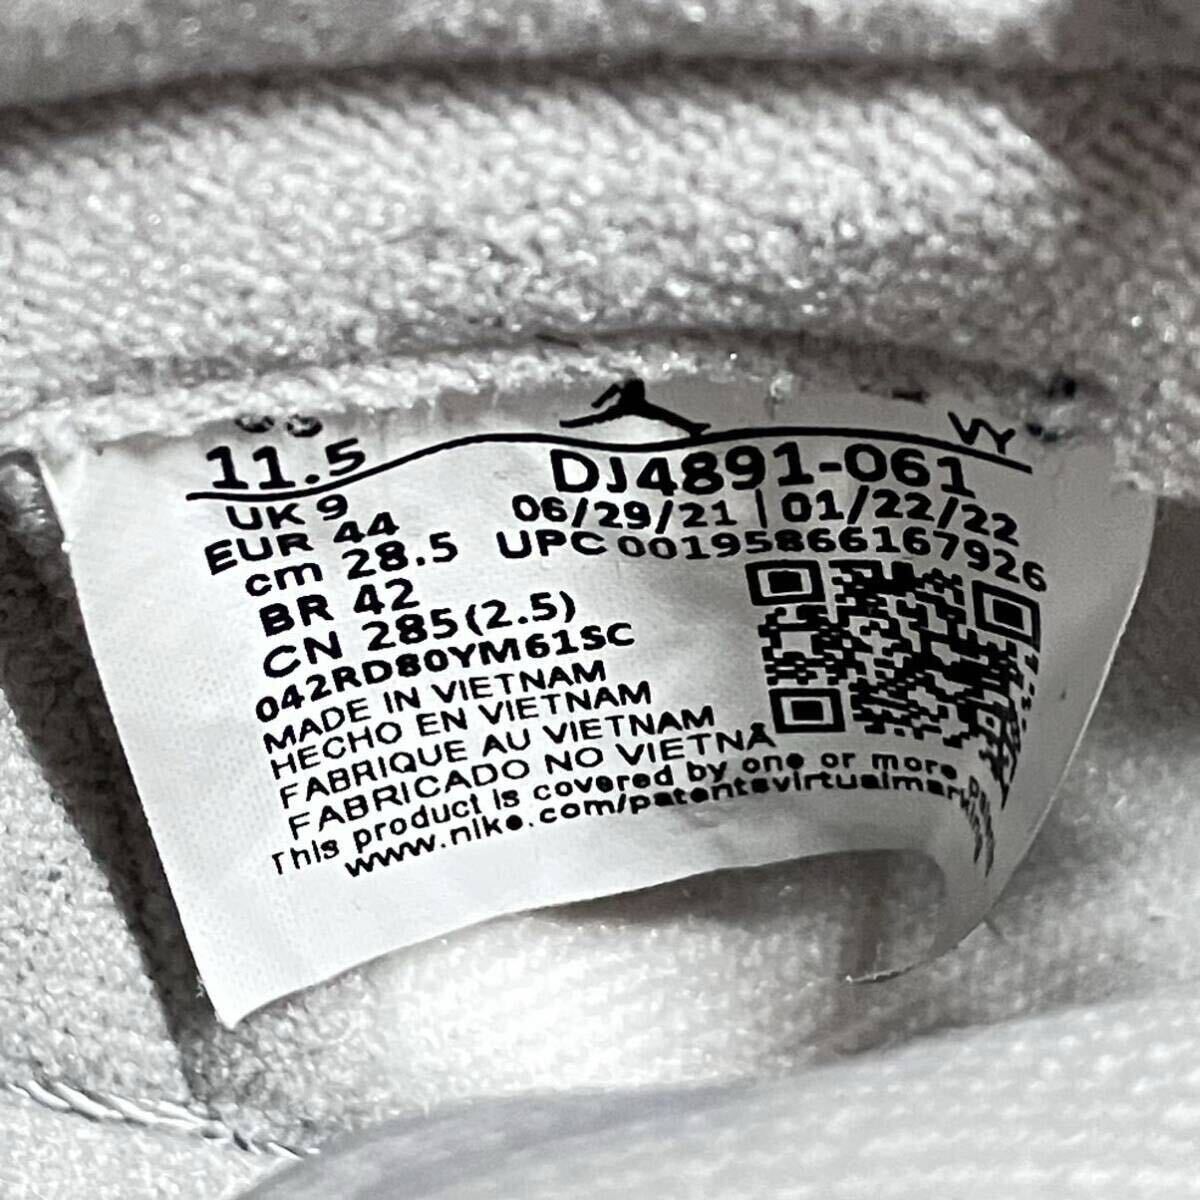 11.5
VY
DJ4891-061
UK 9
06/29/21 | 01/22/22
EUR 44
UPC 00195866167926
cm 28.5
BR 42
CN 285(2.5)
042RD80YM61SC
MADE IN VIETNAM
HECHO EN VIETNAM
FABRIQUE AU VIETNAM
FABRICADO NO VIETNÃ
This product is covered by one or more
www.nike.com/patentsvirtualmarking